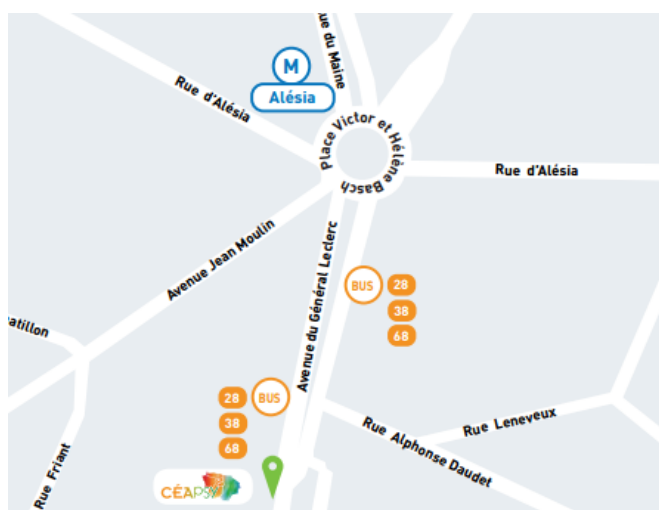 ue du Maine
M
Alésia
Rue d'Alésia
Place Victor et Hélène Basch
Rue d'Alésia
Avenue Jean Moulin
Avenue du Général Leclerc
BUS
28
38
68
atillon
28
BUS
38
68
Rue Leneveux
Rue Alphonse Daudet
Rue Friant
CÉAPSY